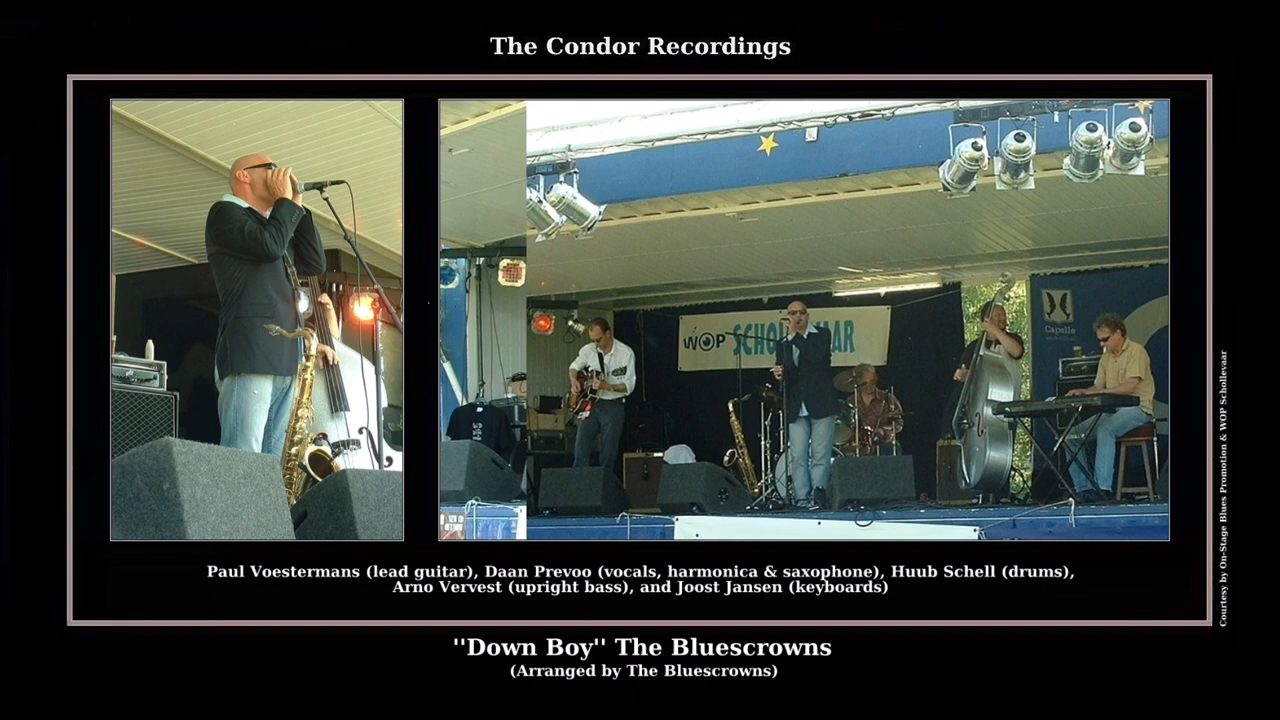 The Condor Recordings
WOP
Capelle
Paul Voestermans (lead guitar), Daan Prevoo (vocals, harmonica & saxophone), Huub Schell (drums),
Arno Vervest (upright bass), and Joost Jansen (keyboards)
''Down Boy'' The Bluescrowns
(Arranged by The Bluescrowns)
Courtesy by On-Stage Blues Promotion & WOP Schollevaar